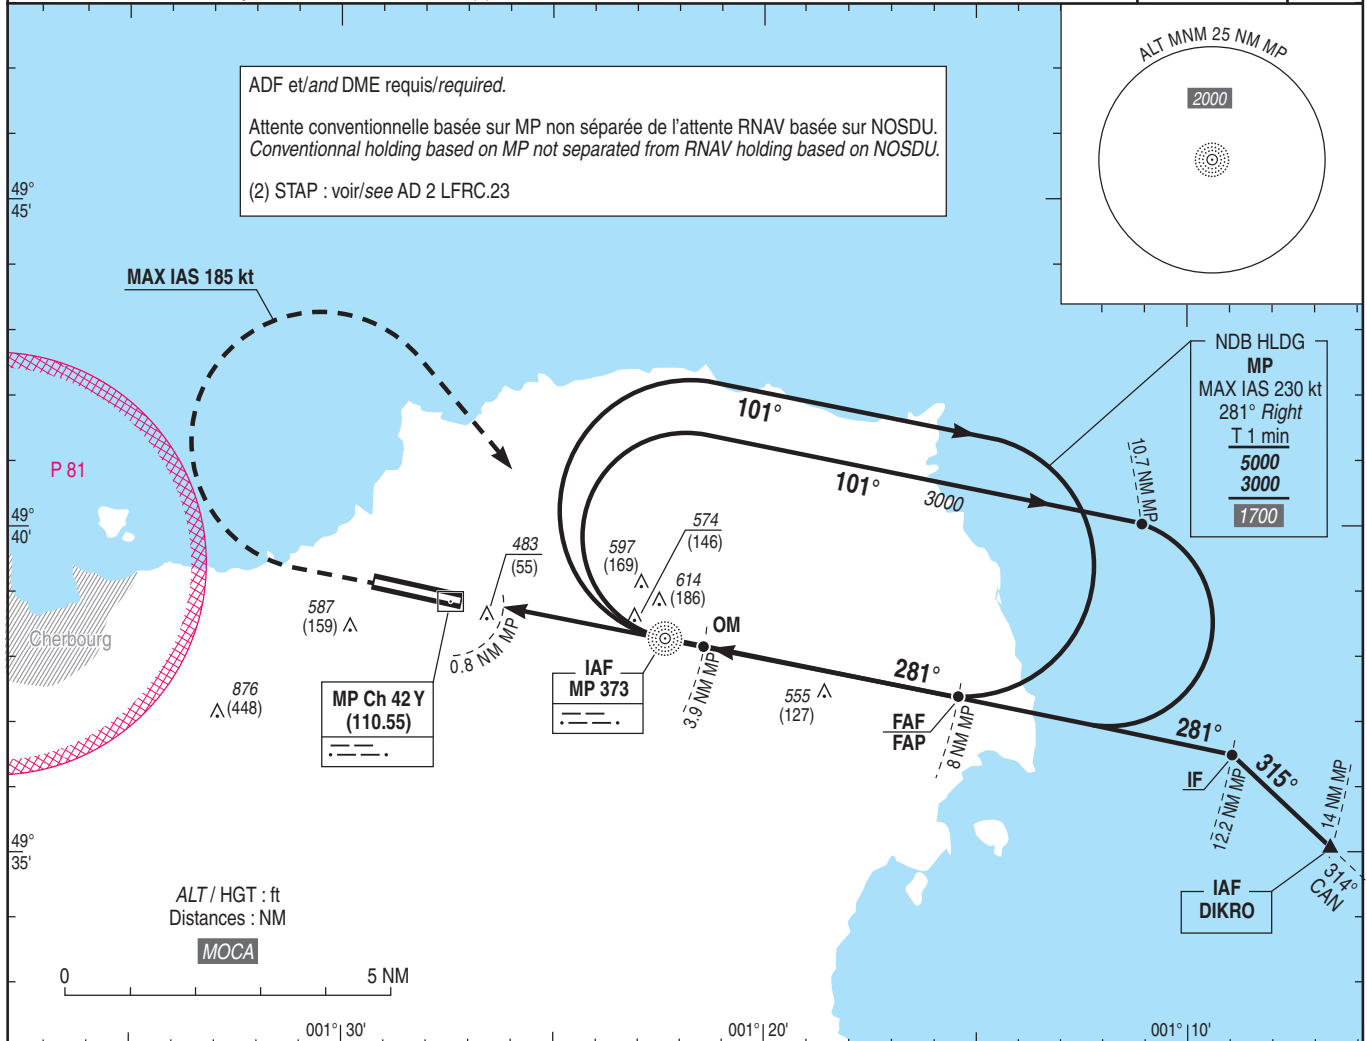 ADF et/and DME requis/required.
Attente conventionnelle basée sur MP non séparée de l'attente RNAV basée sur NOSDU.
Conventionnal holding based on MP not separated from RNAV holding based on NOSDU.
(2) STAP : voir/see AD 2 LFRC.23
ALT MNM 25 NM MP
2000
49°
45'
MAX IAS 185 kt
NDB HLDG
MP
MAX IAS 230 kt
281° Right
T 1 min
5000
3000
1700
101°
101°
3000
10.7 NM MP
P 81
49°
40'
574
(146)
597
(169)
614
(186)
483
(55)
587
(159)
Cherbourg
0.8 NM MP
OM
IAF
MP 373
3.9 NM MP
281°
555
(127)
FAF
FAP
8 NM MP
876
(448)
MP Ch 42 Y
(110.55)
281°
IF
315°
12.2 NM MP
14 NM MP
314°
CAN
IAF
DIKRO
49°
35'
ALT / HGT : ft
Distances : NM
MOCA
0
5 NM
001° 30'
001° 20'
001° 10'